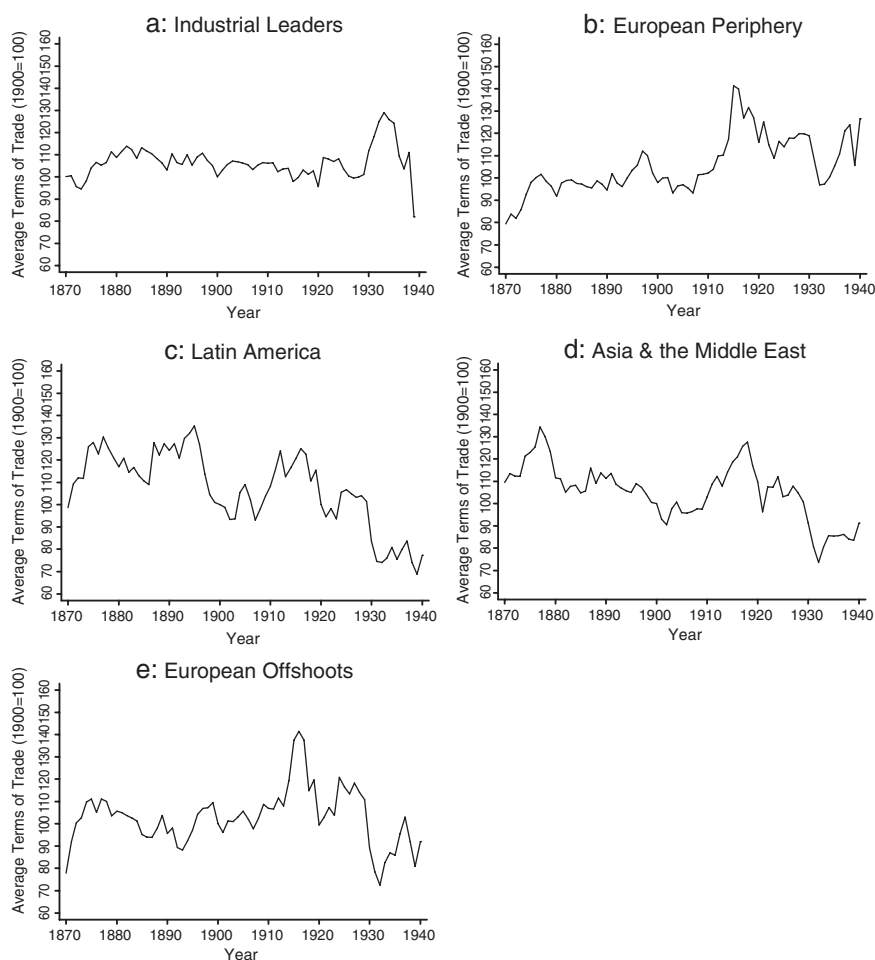 a: Industrial Leaders
Average Terms of Trade (1900=100)
60 70 80 90 100 110 120 130 140 150 160
1870 1880 1890 1900 1910 1920 1930 1940
Year
b: European Periphery
Average Terms of Trade (1900=100)
60 70 80 90 100 110 120 130 140 150 160
1870 1880 1890 1900 1910 1920 1930 1940
Year
c: Latin America
Average Terms of Trade (1900=100)
60 70 80 90 100 110 120 130 140 150 160
1870 1880 1890 1900 1910 1920 1930 1940
Year
d: Asia & the Middle East
Average Terms of Trade (1900=100)
60 70 80 90 100 110 120 130 140 150 160
1870 1880 1890 1900 1910 1920 1930 1940
Year
e: European Offshoots
Average Terms of Trade (1900=100)
60 70 80 90 100 110 120 130 140 150 160
1870 1880 1890 1900 1910 1920 1930 1940
Year